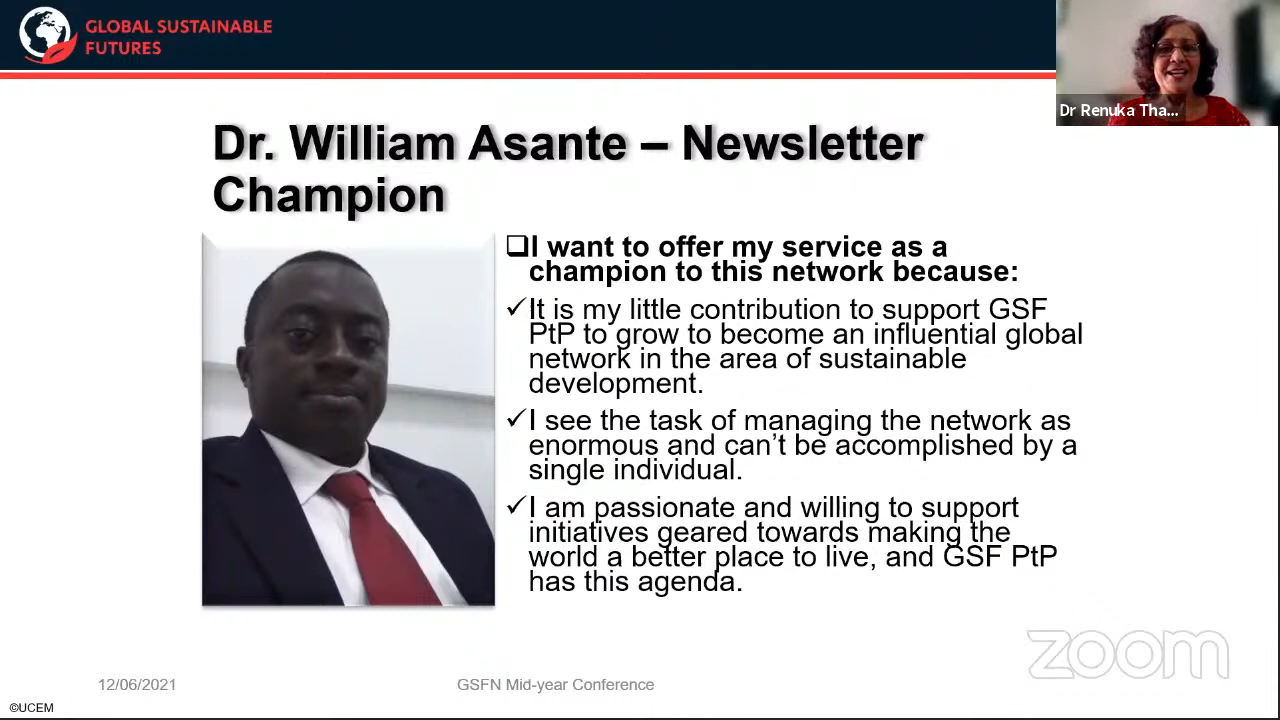 GLOBAL SUSTAINABLE
FUTURES
Dr Renuka Tha...
Dr. William Asante – Newsletter
Champion
I want to offer my service as a
champion to this network because:
It is my little contribution to support GSF
PtP to grow to become an influential global
network in the area of sustainable
development.
I see the task of managing the network as
enormous and can’t be accomplished by a
single individual.
I am passionate and willing to support
initiatives geared towards making the
world a better place to live, and GSF PtP
has this agenda.
zoom
12/06/2021
GSFN Mid-year Conference
©UCEM